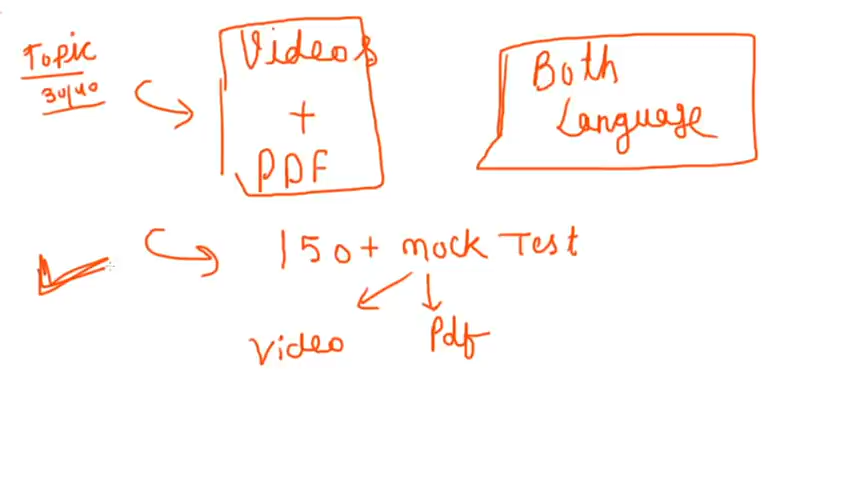 Topic
30/40
Videos
+
PDF
Both
Language
150+ mock Test
Video
Pdf